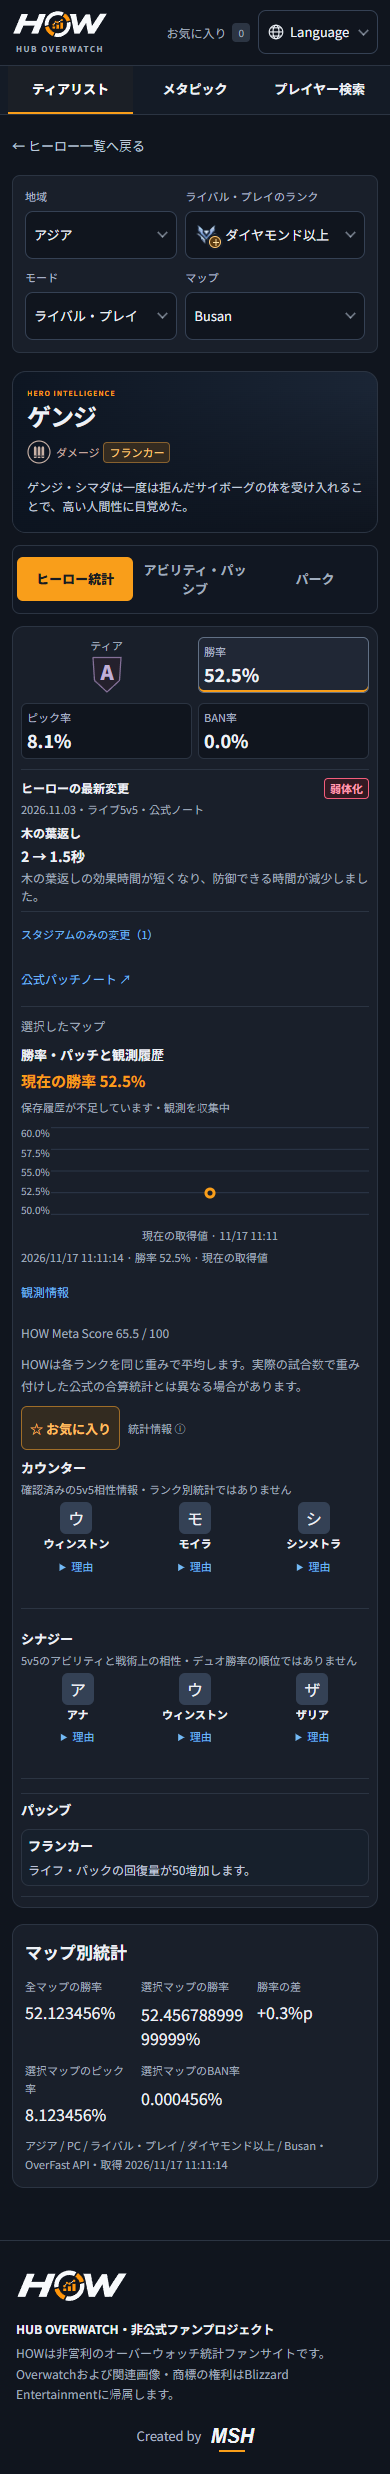 HOW
HUB OVERWATCH
お気に入り 0
Language
ティアリスト
メタピック
プレイヤー検索
← ヒーロー一覧へ戻る
地域
ライバル・プレイのランク
アジア
ダイヤモンド以上
モード
マップ
ライバル・プレイ
Busan
HERO INTELLIGENCE
ゲンジ
ダメージ フランカー
ゲンジ・シマダは一度は拒んだサイボーグの体を受け入れるこ
とで、高い人間性に目覚めた。
ヒーロー統計
アビリティ・パッ
シブ
パーク
ティア
A
勝率
52.5%
ピック率
8.1%
BAN率
0.0%
ヒーローの最新変更
弱体化
2026.11.03・ライブ5v5・公式ノート
木の葉返し
2 → 1.5秒
木の葉返しの効果時間が短くなり、防御できる時間が減少しまし
た。
スタジアムのみの変更（1）
公式パッチノート ↗
選択したマップ
勝率・パッチと観測履歴
現在の勝率 52.5%
保存履歴が不足しています・観測を収集中
60.0%
57.5%
55.0%
52.5%
50.0%
現在の取得値・11/17 11:11
2026/11/17 11:11:14・勝率 52.5%・現在の取得値
観測情報
HOW Meta Score 65.5 / 100
HOWは各ランクを同じ重みで平均します。実際の試合数で重み
付けした公式の合算統計とは異なる場合があります。
☆ お気に入り
統計情報 ⓘ
カウンター
確認済みの5v5相性情報・ランク別統計ではありません
ウ
モ
シ
ウィンストン
モイラ
シンメトラ
▶ 理由
▶ 理由
▶ 理由
シナジー
5v5のアビリティと戦術上の相性・デュオ勝率の順位ではありません
ア
ウ
ザ
アナ
ウィンストン
ザリア
▶ 理由
▶ 理由
▶ 理由
パッシブ
フランカー
ライフ・パックの回復量が50増加します。
マップ別統計
全マップの勝率
52.123456%
選択マップの勝率
52.456788999
99999%
勝率の差
+0.3%p
選択マップのピック
率
8.123456%
選択マップのBAN率
0.000456%
アジア / PC / ライバル・プレイ / ダイヤモンド以上 / Busan・
OverFast API・取得 2026/11/17 11:11:14
HOW
HUB OVERWATCH・非公式ファンプロジェクト
HOWは非営利のオーバーウォッチ統計ファンサイトです。
Overwatchおよび関連画像・商標の権利はBlizzard
Entertainmentに帰属します。
Created by MSH